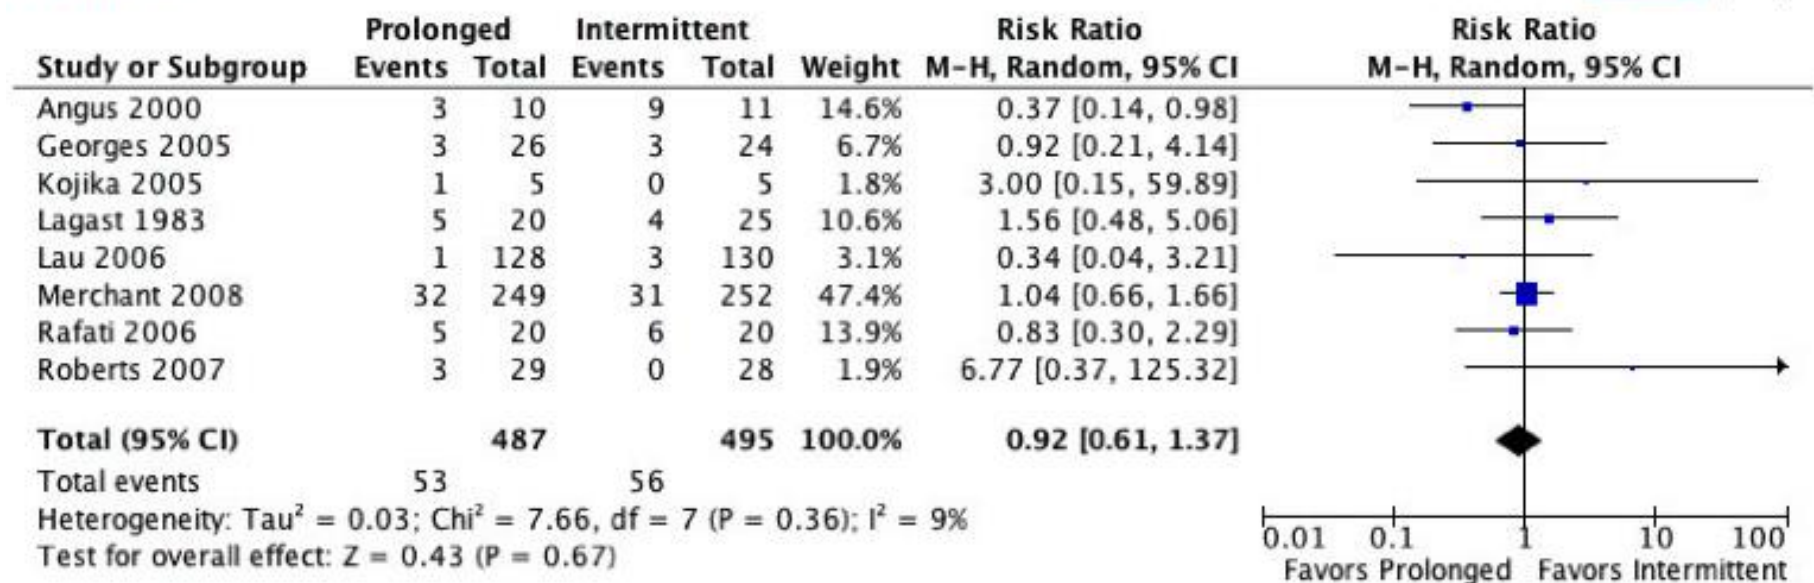 Prolonged Intermittent Risk Ratio Risk Ratio
Study or Subgroup Events Total Events Total Weight M-H, Random, 95% CI M-H, Random, 95% CI
Angus 2000 3 10 9 11 14.6% 0.37 [0.14, 0.98]
Georges 2005 3 26 3 24 6.7% 0.92 [0.21, 4.14]
Kojika 2005 1 5 0 5 1.8% 3.00 [0.15, 59.89]
Lagast 1983 5 20 4 25 10.6% 1.56 [0.48, 5.06]
Lau 2006 1 128 3 130 3.1% 0.34 [0.04, 3.21]
Merchant 2008 32 249 31 252 47.4% 1.04 [0.66, 1.66]
Rafati 2006 5 20 6 20 13.9% 0.83 [0.30, 2.29]
Roberts 2007 3 29 0 28 1.9% 6.77 [0.37, 125.32]
Total (95% CI) 487 495 100.0% 0.92 [0.61, 1.37]
Total events 53 56
Heterogeneity: Tau² = 0.03; Chi² = 7.66, df = 7 (P = 0.36); I² = 9%
Test for overall effect: Z = 0.43 (P = 0.67)
0.01 0.1 1 10 100
Favors Prolonged Favors Intermittent